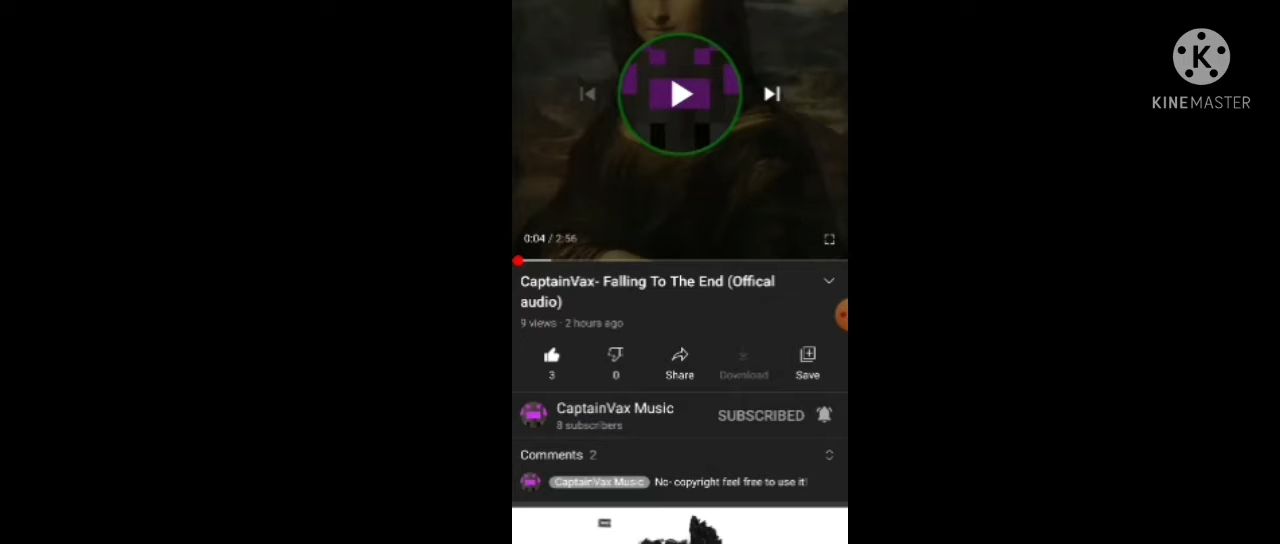 KINEMASTER
0:04 / 2:56
CaptainVax- Falling To The End (Offical
audio)
9 views · 2 hours ago
3
0
Share
Download
Save
CaptainVax Music
8 subscribers
SUBSCRIBED
Comments 2
CaptainVax Music No- copyright feel free to use it!